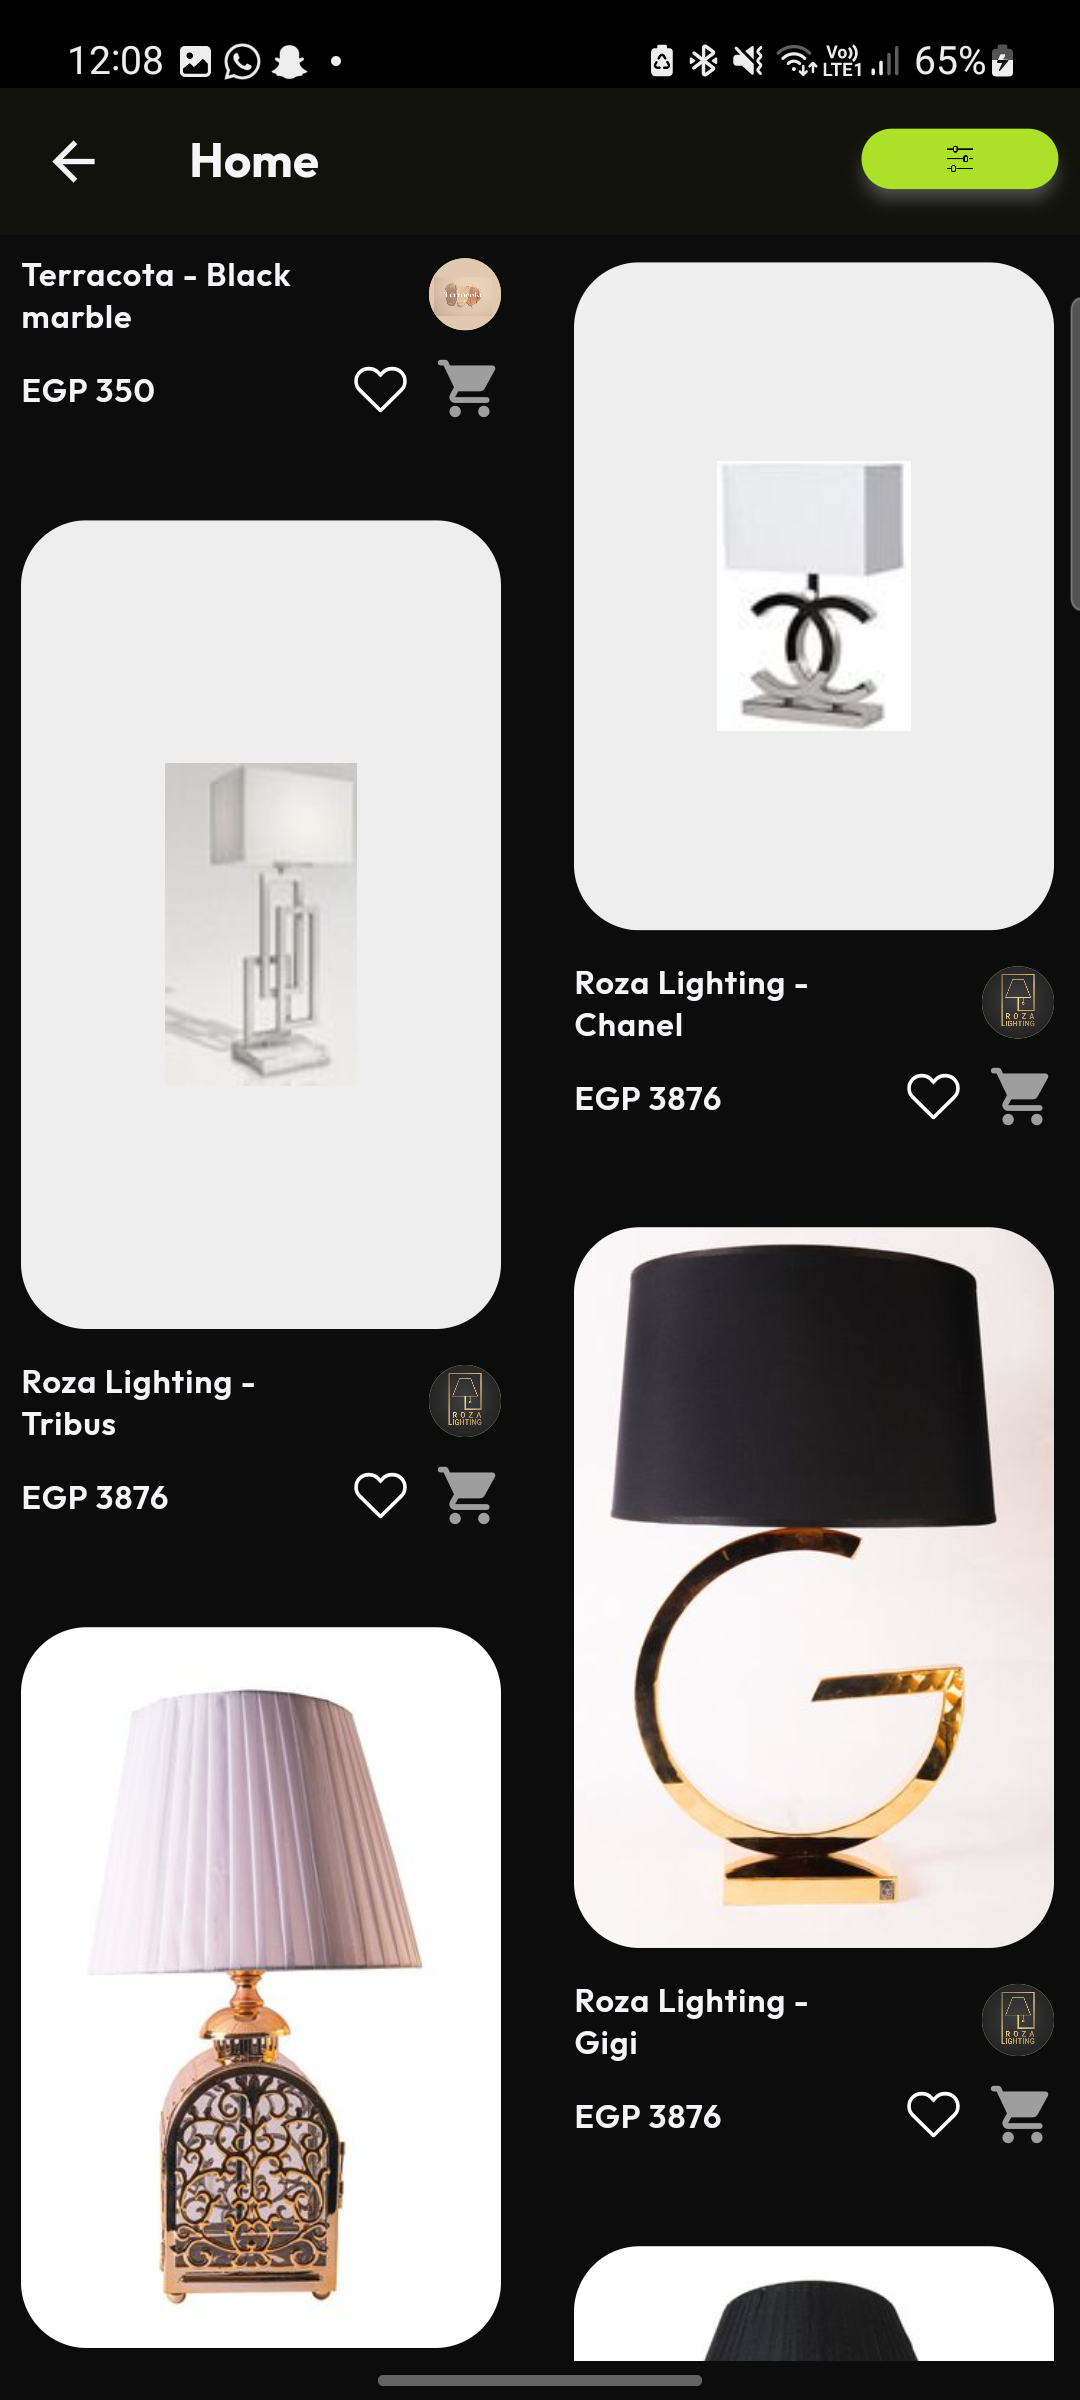 12:08
Vo))
LTE1
65%
Home
Terracota - Black
marble
EGP 350
Roza Lighting -
Chanel
ROZA
LIGHTING
EGP 3876
Roza Lighting -
Tribus
ROZA
LIGHTING
EGP 3876
Roza Lighting -
Gigi
ROZA
LIGHTING
EGP 3876